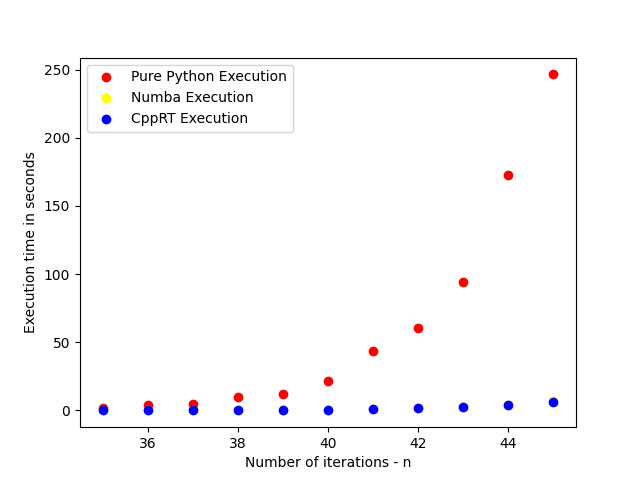 250
200
150
100
50
0
Execution time in seconds
Pure Python Execution
Numba Execution
CppRT Execution
36 38 40 42 44
Number of iterations - n